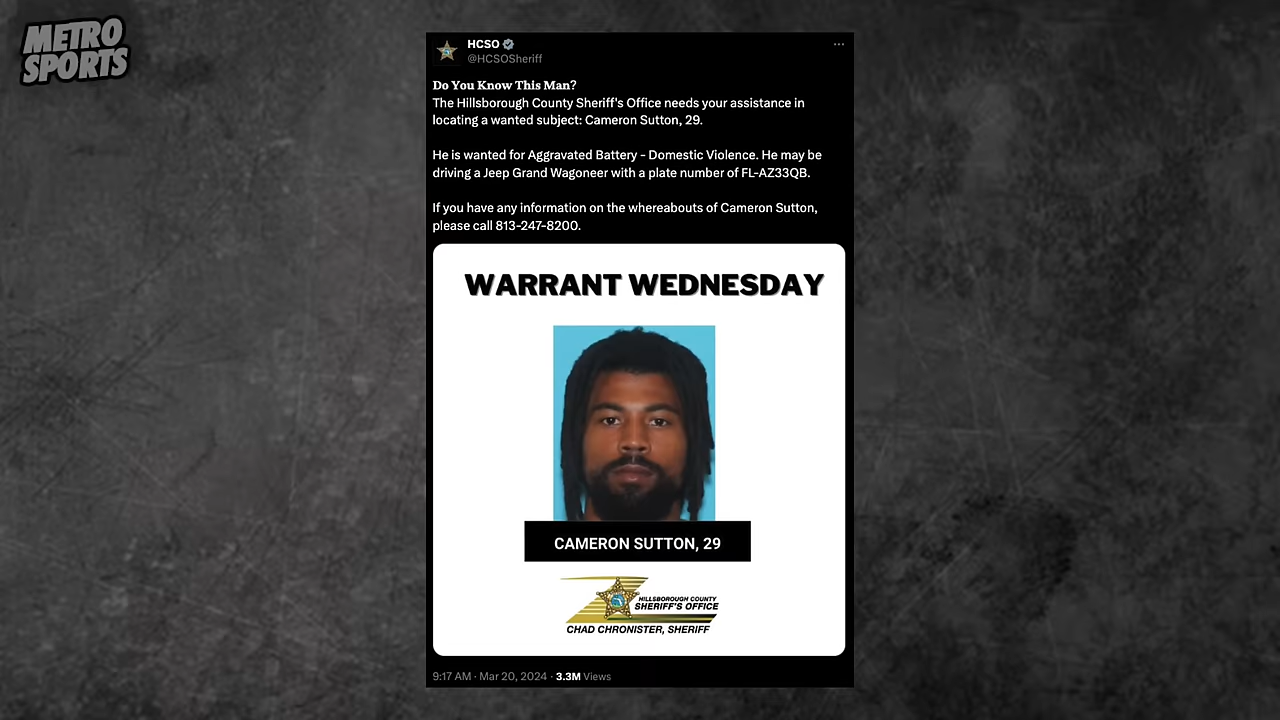 METRO
SPORTS
HCSO
@HCSOSheriff
Do You Know This Man?
The Hillsborough County Sheriff's Office needs your assistance in
locating a wanted subject: Cameron Sutton, 29.
He is wanted for Aggravated Battery - Domestic Violence. He may be
driving a Jeep Grand Wagoneer with a plate number of FL-AZ33QB.
If you have any information on the whereabouts of Cameron Sutton,
please call 813-247-8200.
WARRANT WEDNESDAY
CAMERON SUTTON, 29
HILLSBOROUGH COUNTY
SHERIFF'S OFFICE
CHAD CHRONISTER, SHERIFF
9:17 AM · Mar 20, 2024 · 3.3M Views